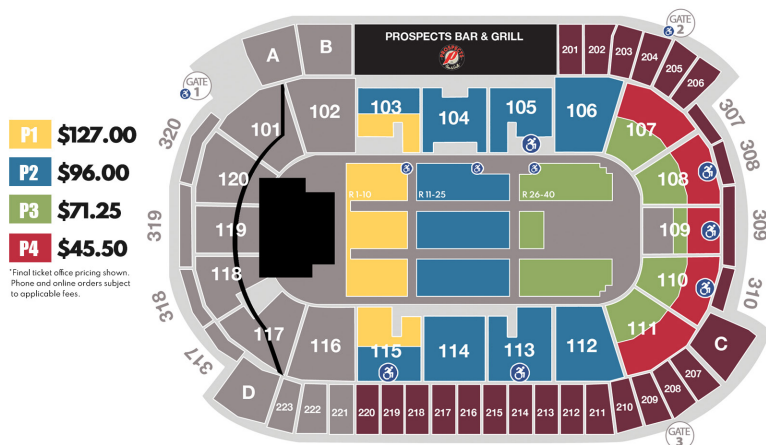 PROSPECTS BAR & GRILL
PROSPECTS
GATE
1
GATE
2
GATE
3
P1 $127.00
P2 $96.00
P3 $71.25
P4 $45.50
*Final ticket office pricing shown.
Phone and online orders subject
to applicable fees.
A
B
C
D
101
102
103
104
105
106
107
108
109
110
111
112
113
114
115
116
117
118
119
120
R 1-10
R 11-25
R 26-40
201
202
203
204
205
206
207
208
209
210
211
212
213
214
215
216
217
218
219
220
221
222
223
307
308
309
310
317
318
319
320